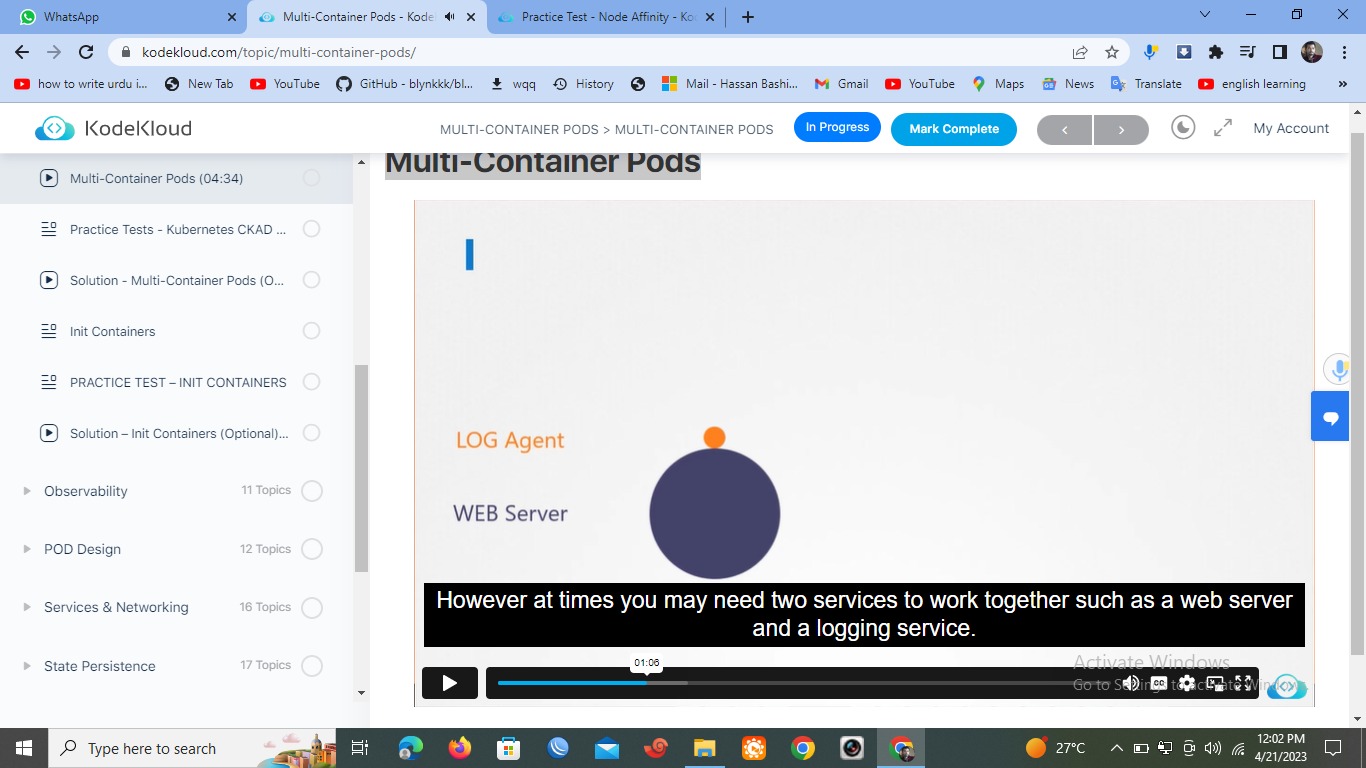 WhatsApp
Multi-Container Pods - Kodel
Practice Test - Node Affinity - Ko
kodekloud.com/topic/multi-container-pods/
how to write urdu i...
New Tab
YouTube
GitHub - blynkkk/bl...
wqq
History
Mail - Hassan Bashi...
Gmail
YouTube
Maps
News
Translate
english learning
»
KodeKloud
MULTI-CONTAINER PODS > MULTI-CONTAINER PODS
In Progress
Mark Complete
My Account
Multi-Container Pods (04:34)
Practice Tests - Kubernetes CKAD ...
Solution - Multi-Container Pods (O...
Init Containers
PRACTICE TEST – INIT CONTAINERS
Solution – Init Containers (Optional)...
Observability 11 Topics
POD Design 12 Topics
Services & Networking 16 Topics
State Persistence 17 Topics
Multi-Container Pods
LOG Agent
WEB Server
However at times you may need two services to work together such as a web server
and a logging service.
01:06
CC
Activate Windows
Go to Settings to activate Windows.
Type here to search
27°C
12:02 PM
4/21/2023